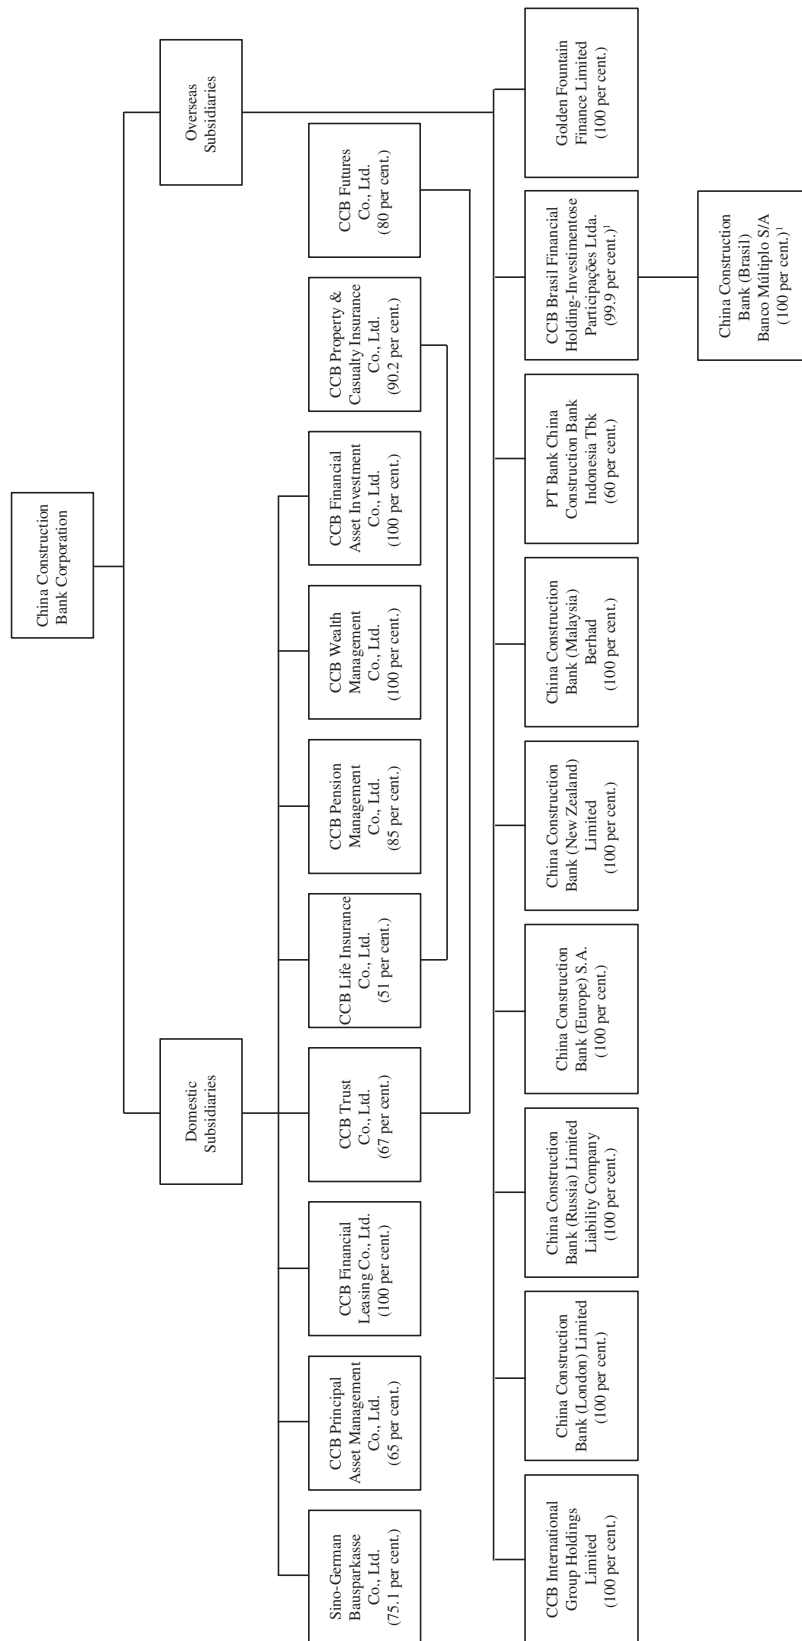 China Construction
Bank Corporation
Domestic
Subsidiaries
Overseas
Subsidiaries
Sino-German
Bausparkasse
Co., Ltd.
(75.1 per cent.)
CCB Principal
Asset Management
Co., Ltd.
(65 per cent.)
CCB Financial
Leasing Co., Ltd.
(100 per cent.)
CCB Trust
Co., Ltd.
(67 per cent.)
CCB Life Insurance
Co., Ltd.
(51 per cent.)
CCB Pension
Management
Co., Ltd.
(85 per cent.)
CCB Wealth
Management
Co., Ltd.
(100 per cent.)
CCB Financial
Asset Investment
Co., Ltd.
(100 per cent.)
CCB Property &
Casualty Insurance
Co., Ltd.
(90.2 per cent.)
CCB Futures
Co., Ltd.
(80 per cent.)
CCB International
Group Holdings
Limited
(100 per cent.)
China Construction
Bank (London) Limited
(100 per cent.)
China Construction
Bank (Russia) Limited
Liability Company
(100 per cent.)
China Construction
Bank (Europe) S.A.
(100 per cent.)
China Construction
Bank (New Zealand)
Limited
(100 per cent.)
China Construction
Bank (Malaysia)
Berhad
(100 per cent.)
PT Bank China
Construction Bank
Indonesia Tbk
(60 per cent.)
CCB Brasil Financial
Holding-Investimentose
Participações Ltda.
(99.9 per cent.)¹
Golden Fountain
Finance Limited
(100 per cent.)
China Construction
Bank (Brasil)
Banco Múltiplo S/A
(100 per cent.)¹